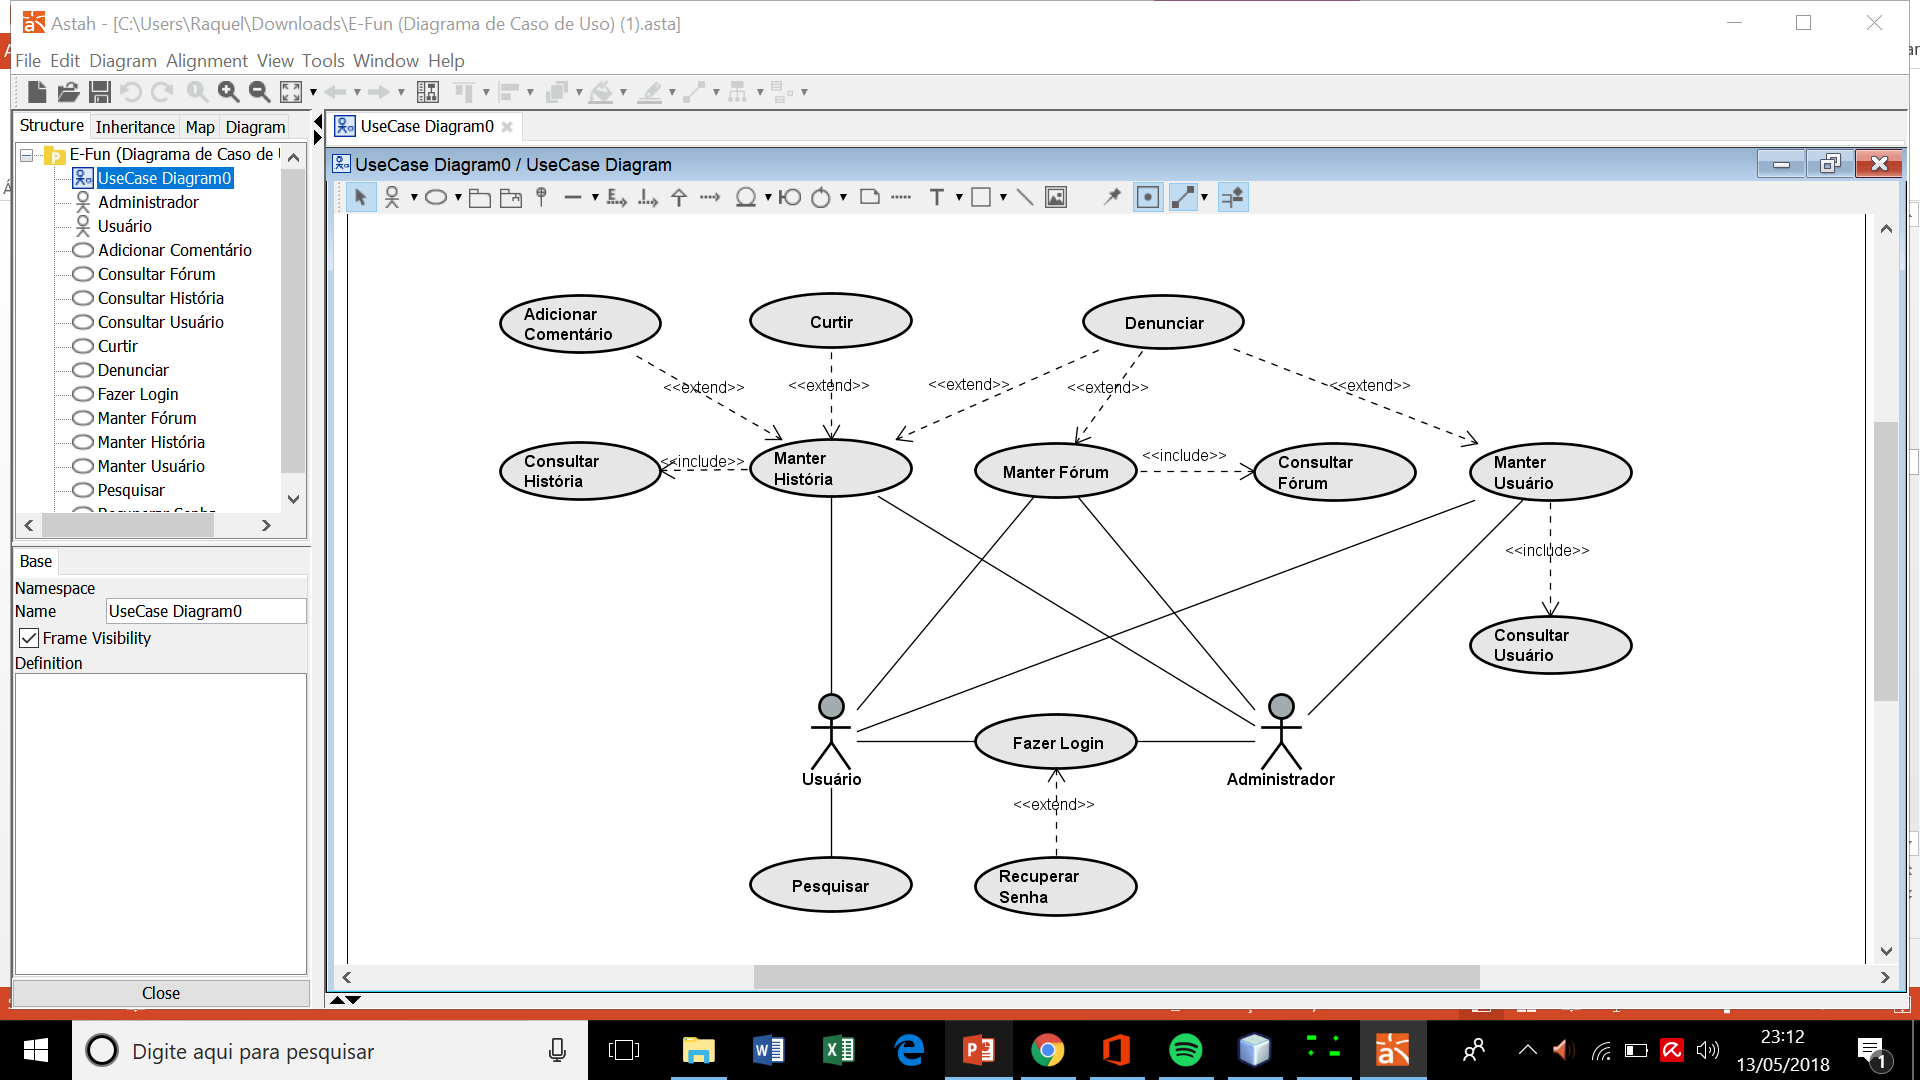 Astah - [C:\Users\Raquel\Downloads\E-Fun (Diagrama de Caso de Uso) (1).asta]
File Edit Diagram Alignment View Tools Window Help
Structure Inheritance Map Diagram
UseCase Diagram0
E-Fun (Diagrama de Caso de
UseCase Diagram0
Administrador
Usuário
Adicionar Comentário
Consultar Fórum
Consultar História
Consultar Usuário
Curtir
Denunciar
Fazer Login
Manter Fórum
Manter História
Manter Usuário
Pesquisar
Recuperar Senha
Base
Namespace
Name UseCase Diagram0
Frame Visibility
Definition
Close
UseCase Diagram0 / UseCase Diagram
Adicionar
Comentário
Curtir
Denunciar
<<extend>>
<<extend>>
<<extend>>
<<extend>>
<<extend>>
Consultar
História
<<include>>
Manter
História
Manter Fórum
<<include>>
Consultar
Fórum
Manter
Usuário
<<include>>
Consultar
Usuário
Usuário
Fazer Login
Administrador
<<extend>>
Pesquisar
Recuperar
Senha
Digite aqui para pesquisar
23:12
13/05/2018
1